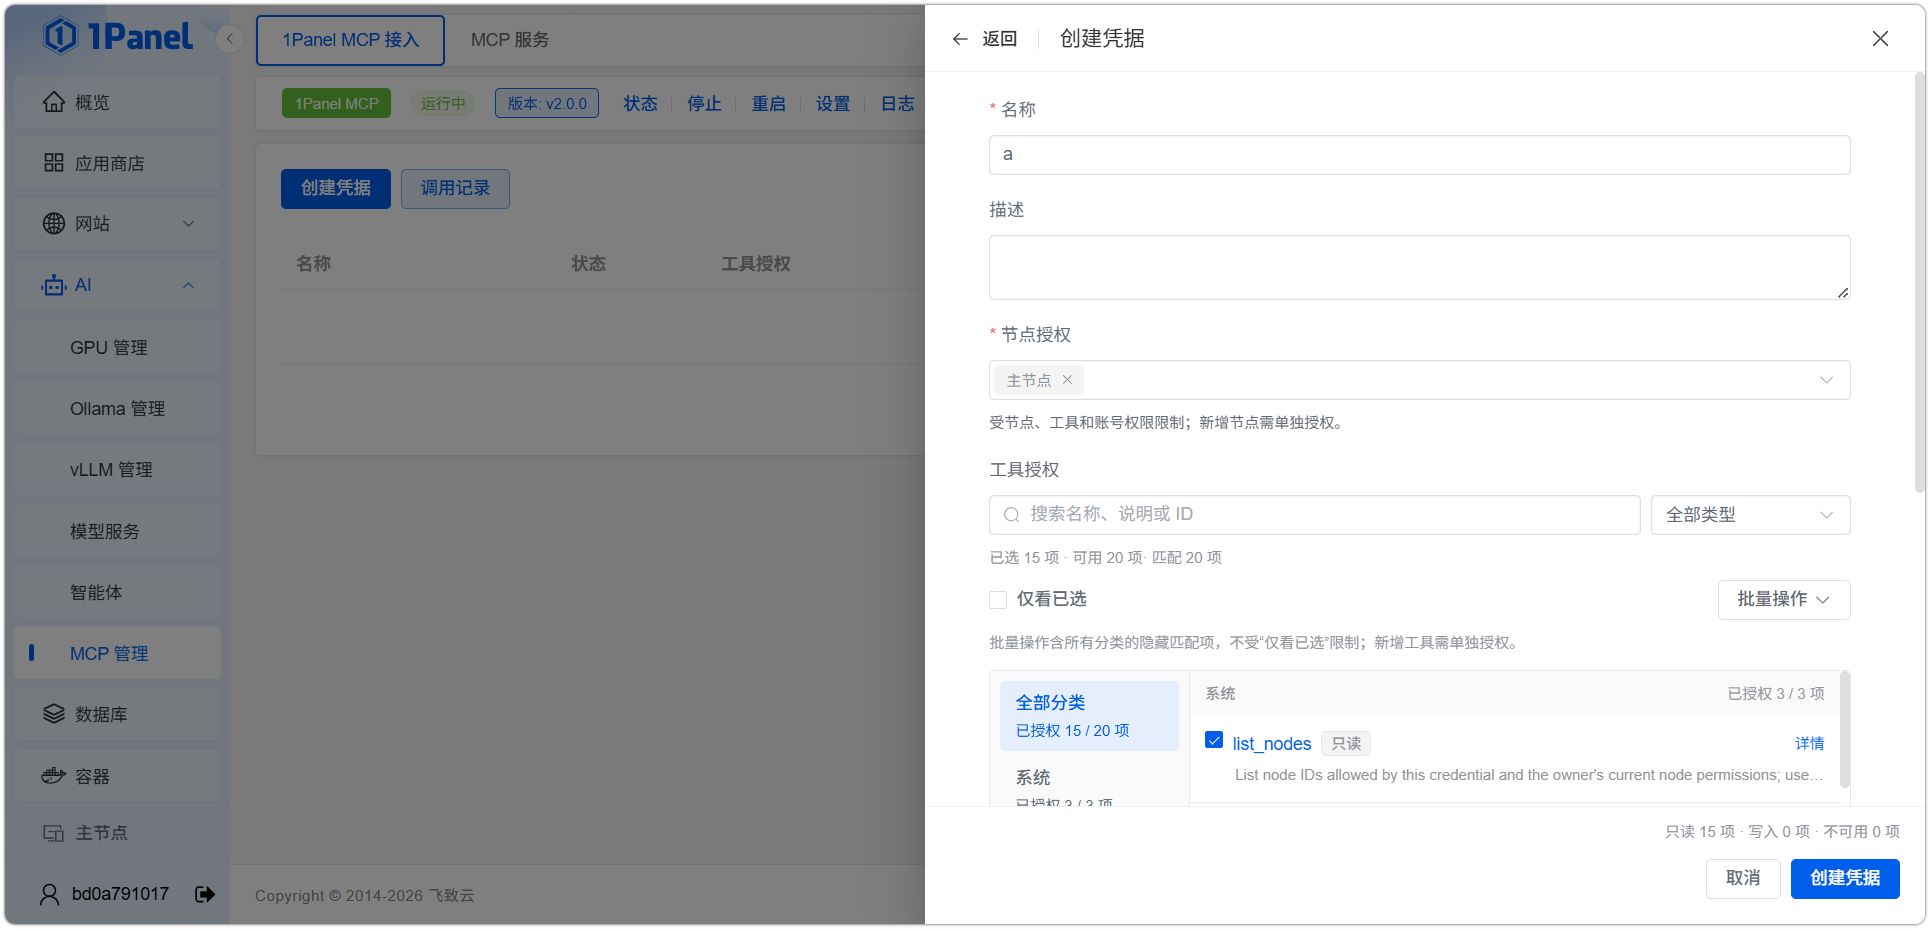 1Panel
概览
应用商店
网站
AI
GPU 管理
Ollama 管理
vLLM 管理
模型服务
智能体
MCP 管理
数据库
容器
主节点
bd0a791017
1Panel MCP 接入
MCP 服务
1Panel MCP
运行中
版本: v2.0.0
状态
停止
重启
设置
日志
创建凭据
调用记录
名称
状态
工具授权
Copyright © 2014-2026 飞致云
返回
创建凭据
* 名称
a
描述
* 节点授权
主节点
受节点、工具和账号权限限制；新增节点需单独授权。
工具授权
搜索名称、说明或 ID
全部类型
已选 15 项 · 可用 20 项· 匹配 20 项
仅看已选
批量操作
批量操作含所有分类的隐藏匹配项，不受“仅看已选”限制；新增工具需单独授权。
全部分类
已授权 15 / 20 项
系统
已授权 3 / 3 项
系统
已授权 3 / 3 项
list_nodes
只读
详情
List node IDs allowed by this credential and the owner's current node permissions; use...
只读 15 项 · 写入 0 项 · 不可用 0 项
取消
创建凭据